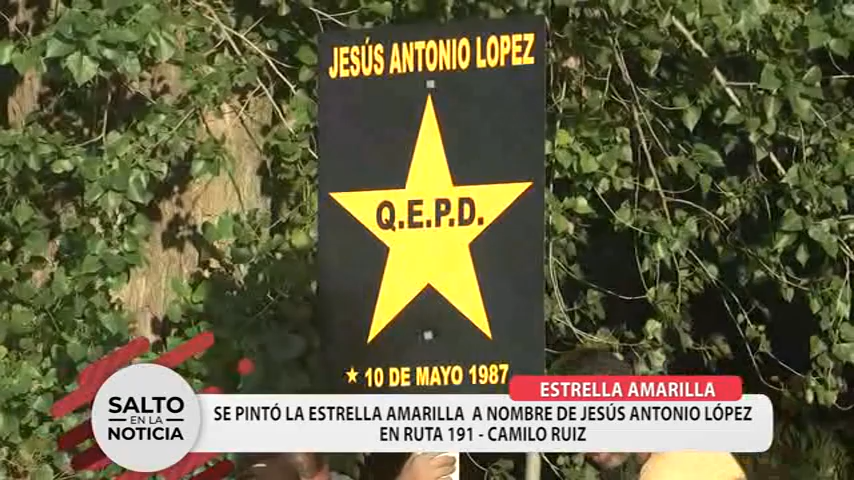 JESÚS ANTONIO LOPEZ
Q.E.P.D.
★ 10 DE MAYO 1987
ESTRELLA AMARILLA
SALTO
EN LA
NOTICIA
SE PINTÓ LA ESTRELLA AMARILLA A NOMBRE DE JESÚS ANTONIO LÓPEZ
EN RUTA 191 - CAMILO RUIZ